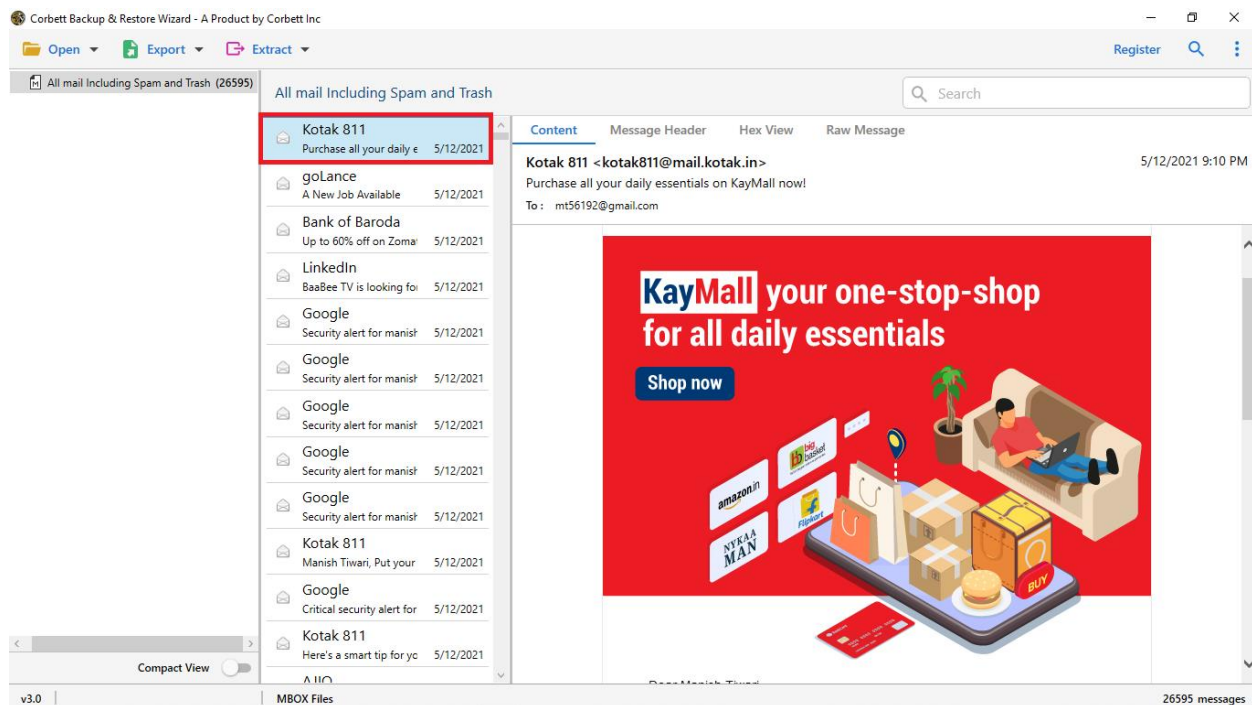 Corbett Backup & Restore Wizard - A Product by Corbett Inc
Open Export Extract Register
All mail Including Spam and Trash (26595)
All mail Including Spam and Trash
Search
Kotak 811
Purchase all your daily e 5/12/2021
goLance
A New Job Available 5/12/2021
Bank of Baroda
Up to 60% off on Zoma 5/12/2021
LinkedIn
BaaBee TV is looking fo 5/12/2021
Google
Security alert for manish 5/12/2021
Google
Security alert for manish 5/12/2021
Google
Security alert for manish 5/12/2021
Google
Security alert for manish 5/12/2021
Google
Security alert for manish 5/12/2021
Kotak 811
Manish Tiwari, Put your 5/12/2021
Google
Critical security alert for 5/12/2021
Kotak 811
Here's a smart tip for yo 5/12/2021
AJIO
Content Message Header Hex View Raw Message
Kotak 811 <kotak811@mail.kotak.in> 5/12/2021 9:10 PM
Purchase all your daily essentials on KayMall now!
To : mt56192@gmail.com
KayMall your one-stop-shop
for all daily essentials
Shop now
bb big basket
amazon.in
Flipkart
NYKAA
MAN
BUY
Dear Manish Tiwari
Compact View
v3.0 MBOX Files 26595 messages